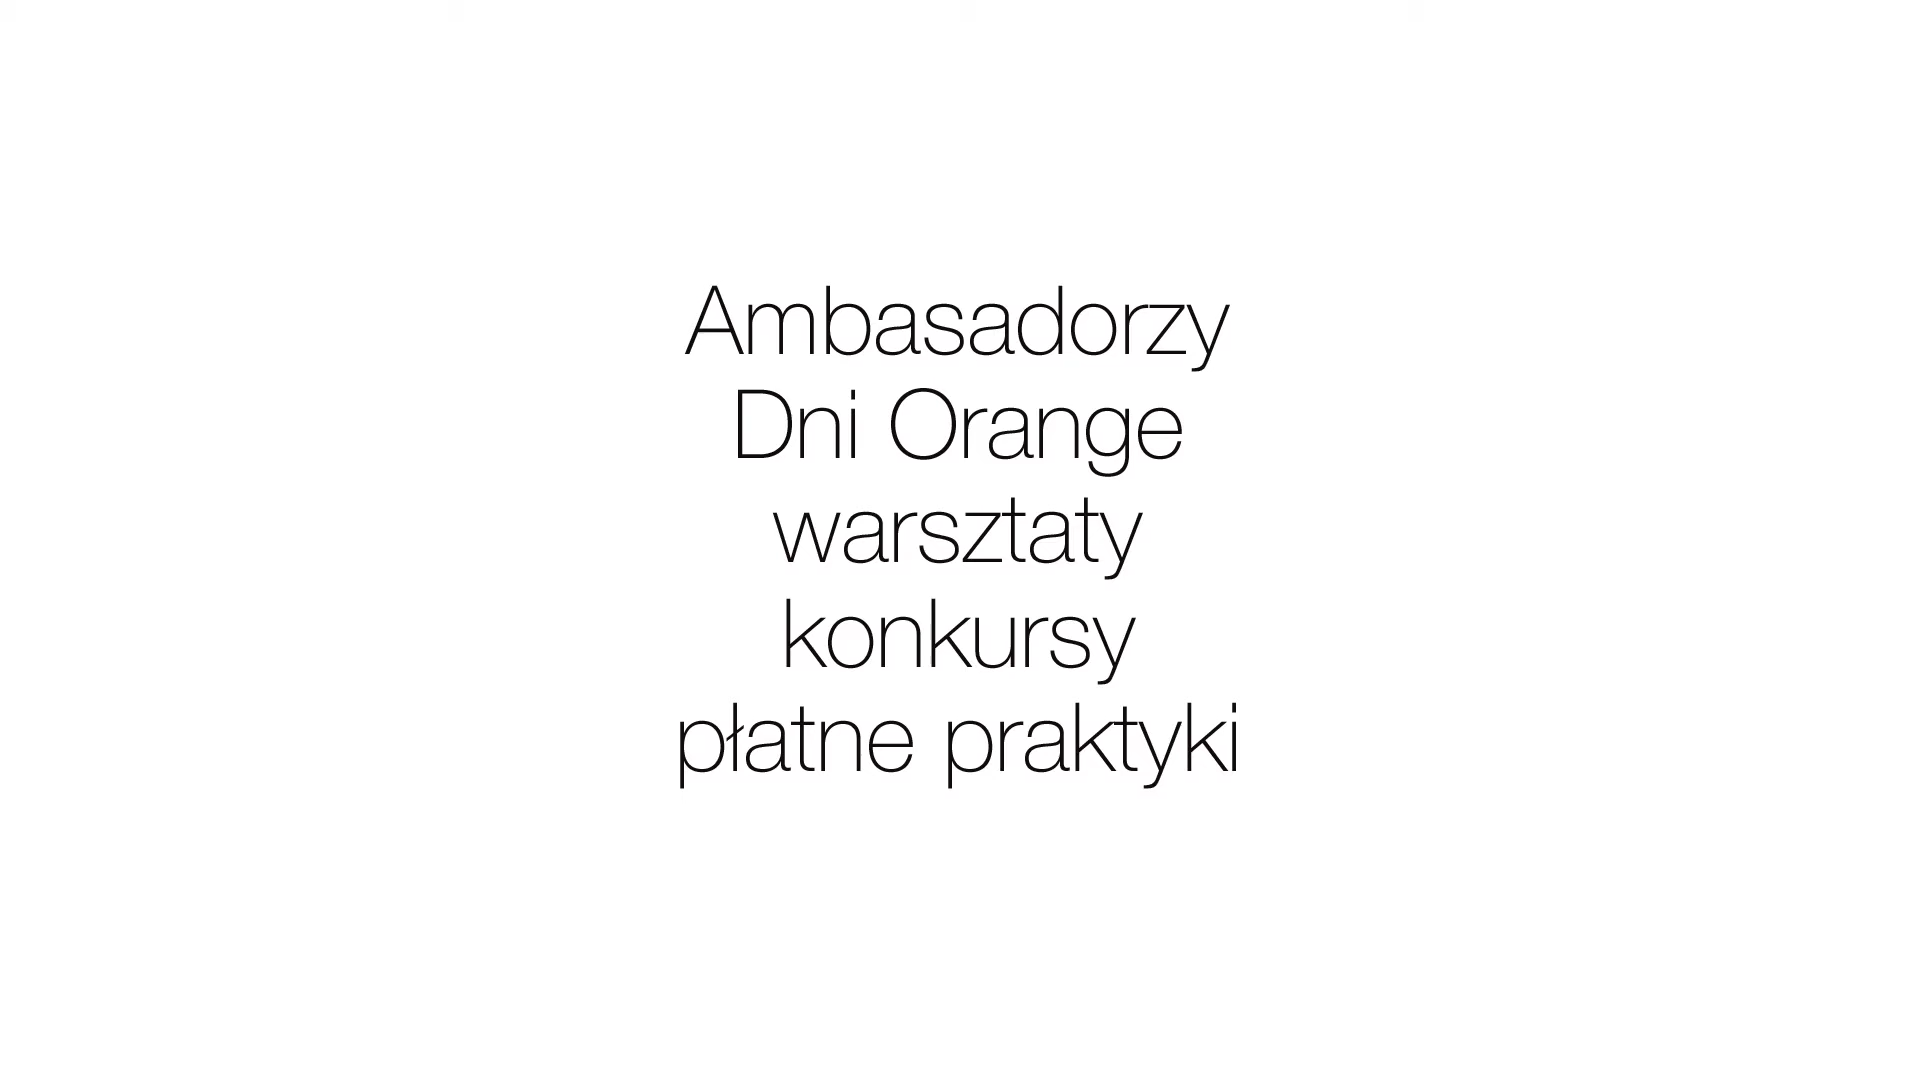 Ambasadorzy
Dni Orange
warsztaty
konkursy
płatne praktyki